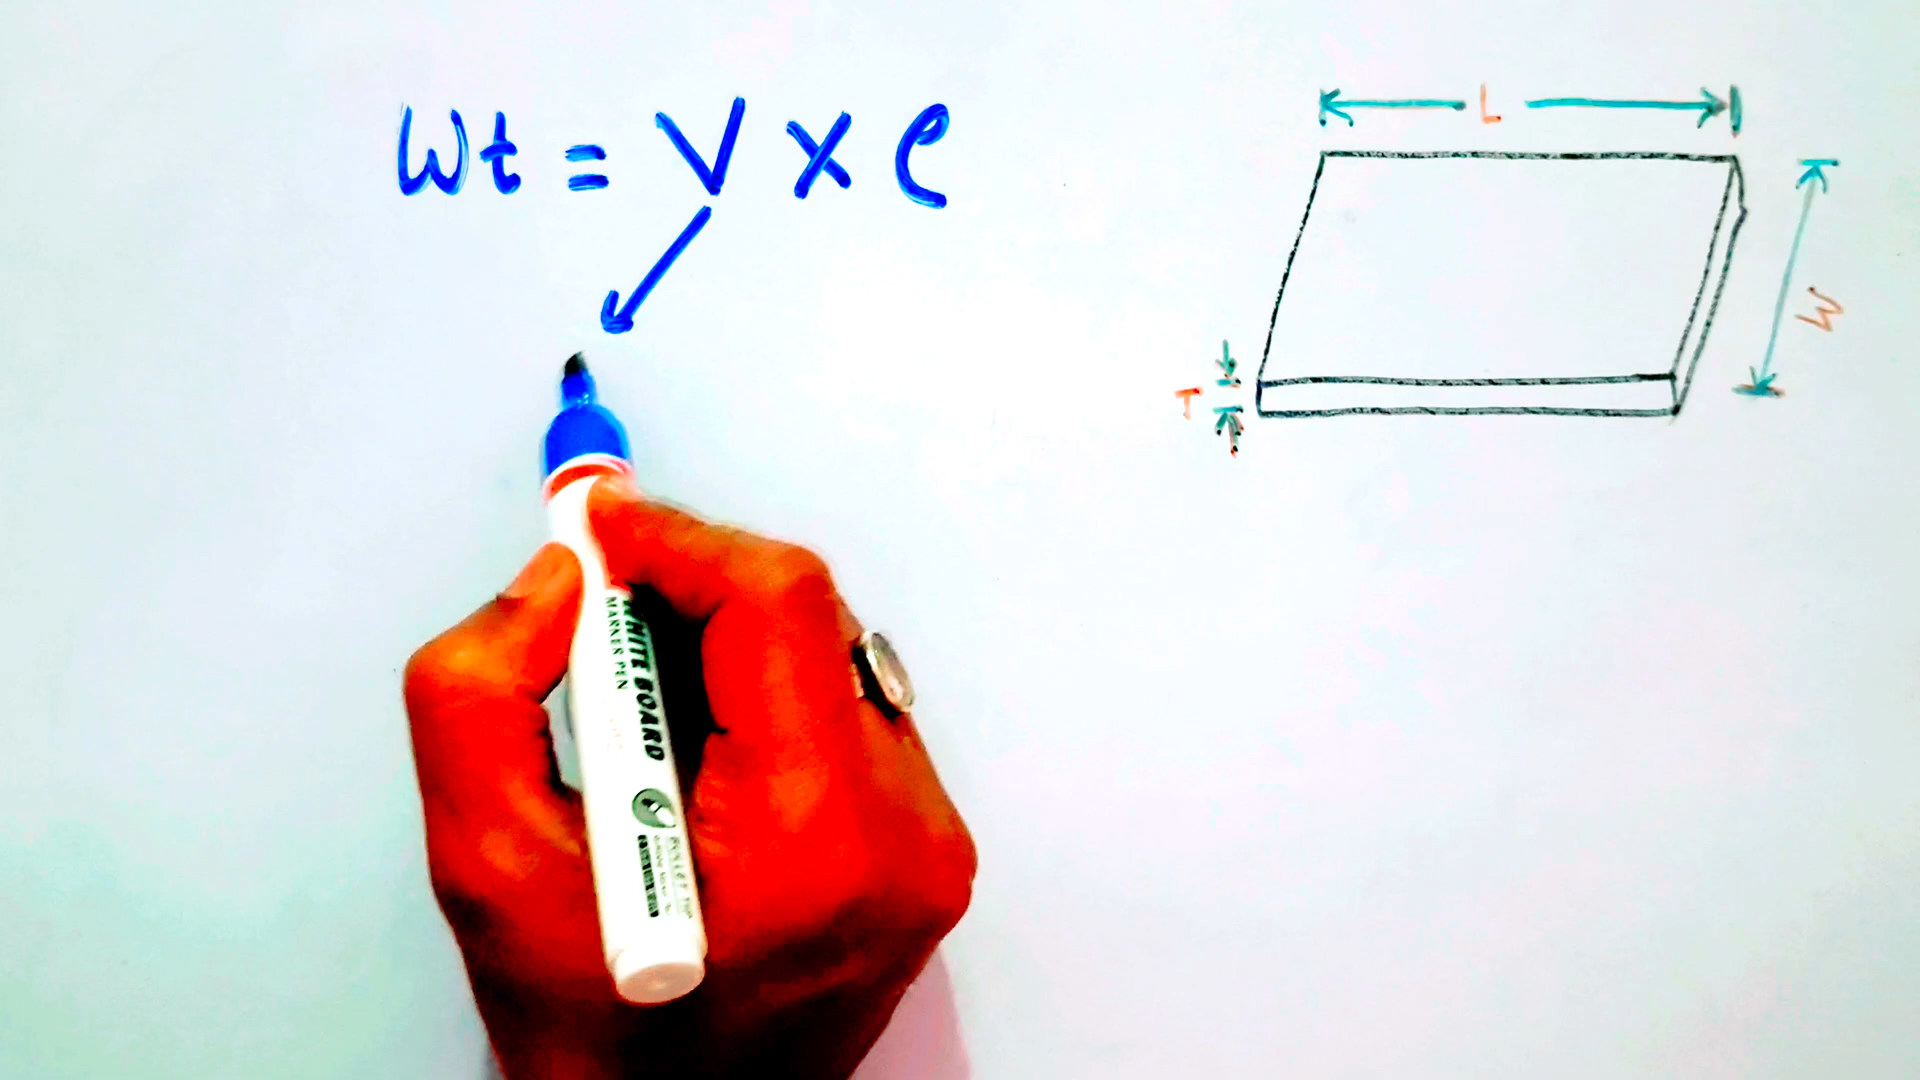 Wt = V x ρ
L
W
T
WHITE BOARD
MARKER PEN